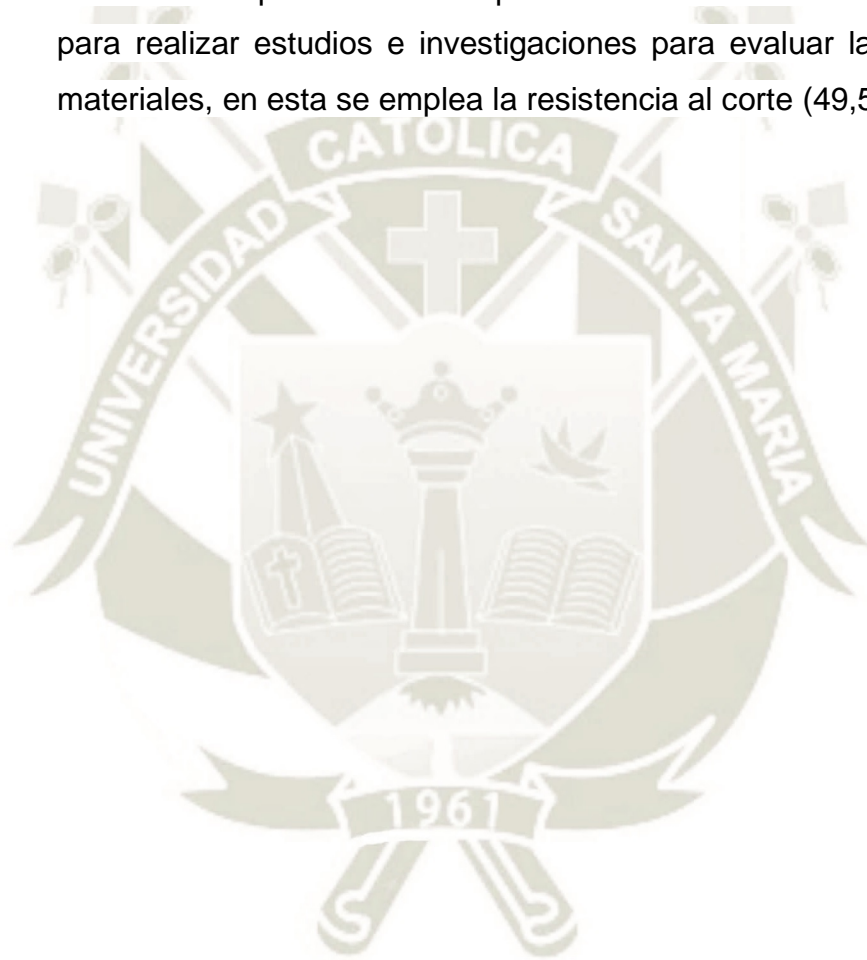 para realizar estudios e investigaciones para evaluar la
materiales, en esta se emplea la resistencia al corte (49,5
UNIVERSIDAD CATÓLICA SANTA MARIA
1961